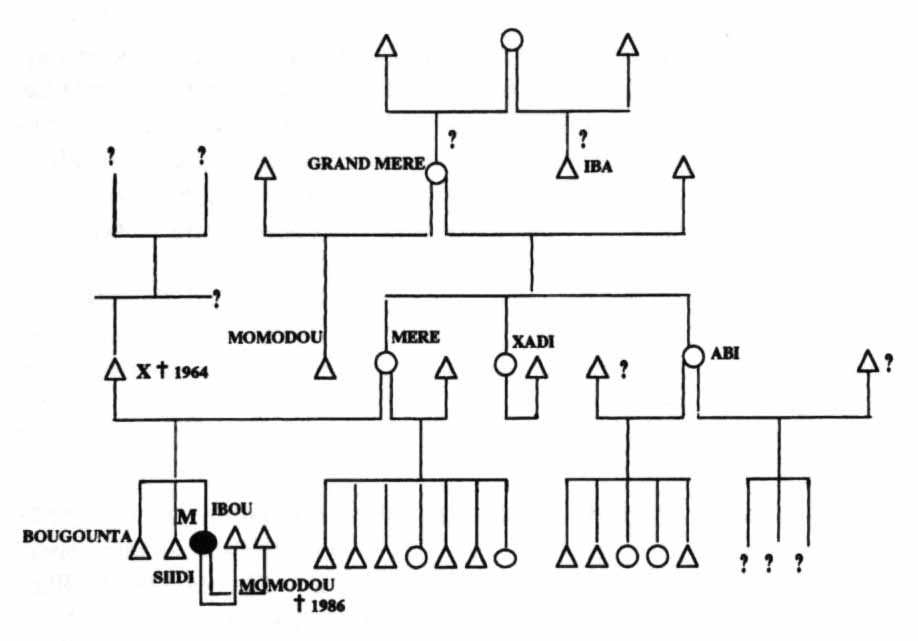 ?
?
? ?
GRAND MERE
IBA
?
MOMODOU
MERE
XADI
ABI
X † 1964
?
?
M
IBOU
BOUGOUNTA
SIIDI
MOMODOU
† 1986
? ? ?